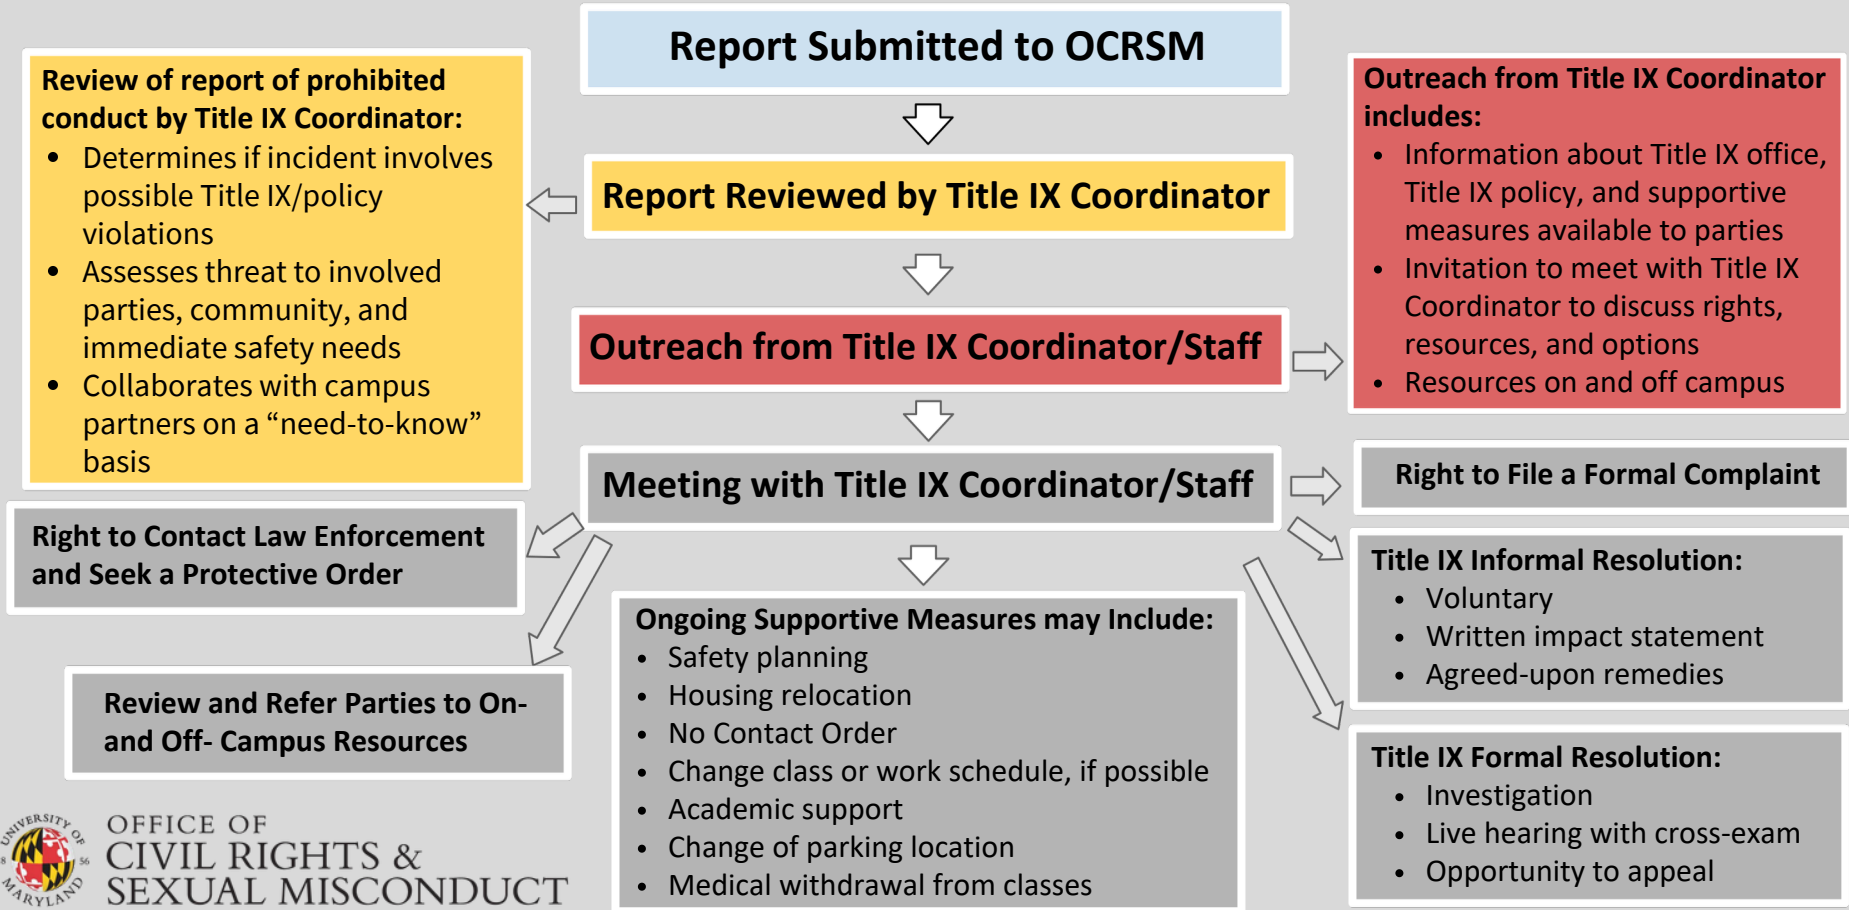 Report Submitted to OCRSM
Review of report of prohibited
conduct by Title IX Coordinator:
• Determines if incident involves
possible Title IX/policy
violations
• Assesses threat to involved
parties, community, and
immediate safety needs
• Collaborates with campus
partners on a “need-to-know”
basis
Report Reviewed by Title IX Coordinator
Outreach from Title IX Coordinator/Staff
Outreach from Title IX Coordinator
includes:
• Information about Title IX office,
Title IX policy, and supportive
measures available to parties
• Invitation to meet with Title IX
Coordinator to discuss rights,
resources, and options
• Resources on and off campus
Meeting with Title IX Coordinator/Staff
Right to File a Formal Complaint
Right to Contact Law Enforcement
and Seek a Protective Order
Review and Refer Parties to On-
and Off- Campus Resources
Ongoing Supportive Measures may Include:
• Safety planning
• Housing relocation
• No Contact Order
• Change class or work schedule, if possible
• Academic support
• Change of parking location
• Medical withdrawal from classes
Title IX Informal Resolution:
• Voluntary
• Written impact statement
• Agreed-upon remedies
Title IX Formal Resolution:
• Investigation
• Live hearing with cross-exam
• Opportunity to appeal
UNIVERSITY OF
MARYLAND
56
OFFICE OF
CIVIL RIGHTS &
SEXUAL MISCONDUCT